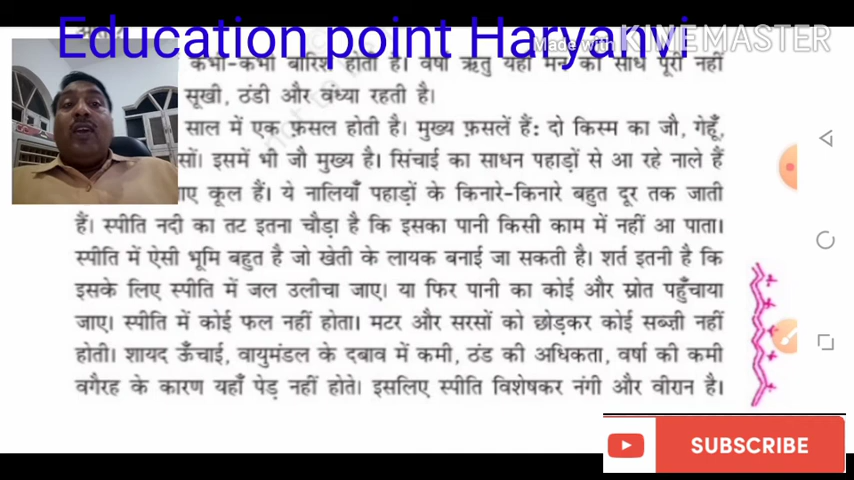 Education point Haryanvi
Made with KINEMASTER
कभी-कभी बारिश होती है। वर्षा ऋतु यहाँ मन की साध पूरी नहीं
सूखी, ठंडी और वंध्या रहती है।
साल में एक फ़सल होती है। मुख्य फ़सलें हैं: दो किस्म का जौ, गेहूँ,
इसमें भी जौ मुख्य है। सिंचाई का साधन पहाड़ों से आ रहे नाले हैं
कूल हैं। ये नालियाँ पहाड़ों के किनारे-किनारे बहुत दूर तक जाती
हैं। स्पीति नदी का तट इतना चौड़ा है कि इसका पानी किसी काम में नहीं आ पाता।
स्पीति में ऐसी भूमि बहुत है जो खेती के लायक बनाई जा सकती है। शर्त इतनी है कि
इसके लिए स्पीति में जल उलीचा जाए। या फिर पानी का कोई और स्रोत पहुँचाया
जाए। स्पीति में कोई फल नहीं होता। मटर और सरसों को छोड़कर कोई सब्ज़ी नहीं
होती। शायद ऊँचाई, वायुमंडल के दबाव में कमी, ठंड की अधिकता, वर्षा की कमी
वगैरह के कारण यहाँ पेड़ नहीं होते। इसलिए स्पीति विशेषकर नंगी और वीरान है।
SUBSCRIBE